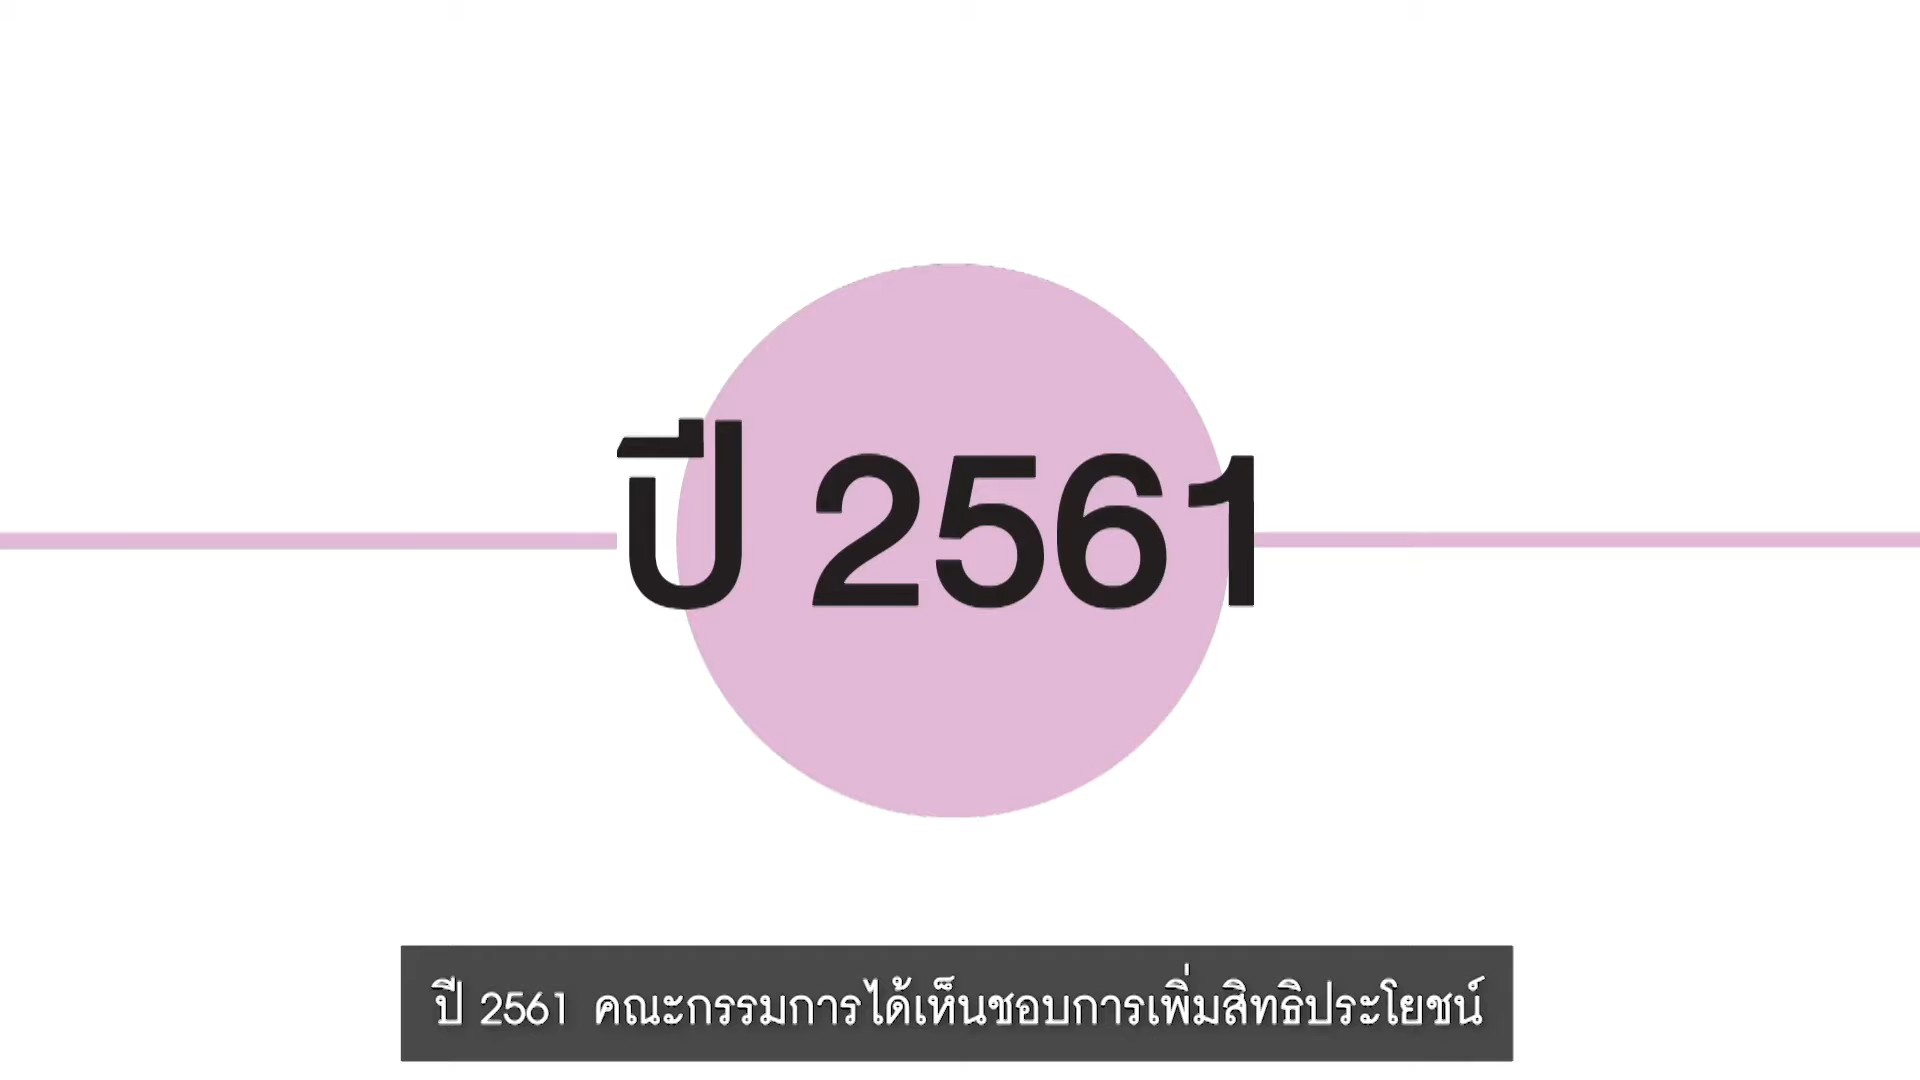 ปี 2561
ปี 2561 คณะกรรมการได้เห็นชอบการเพิ่มสิทธิประโยชน์